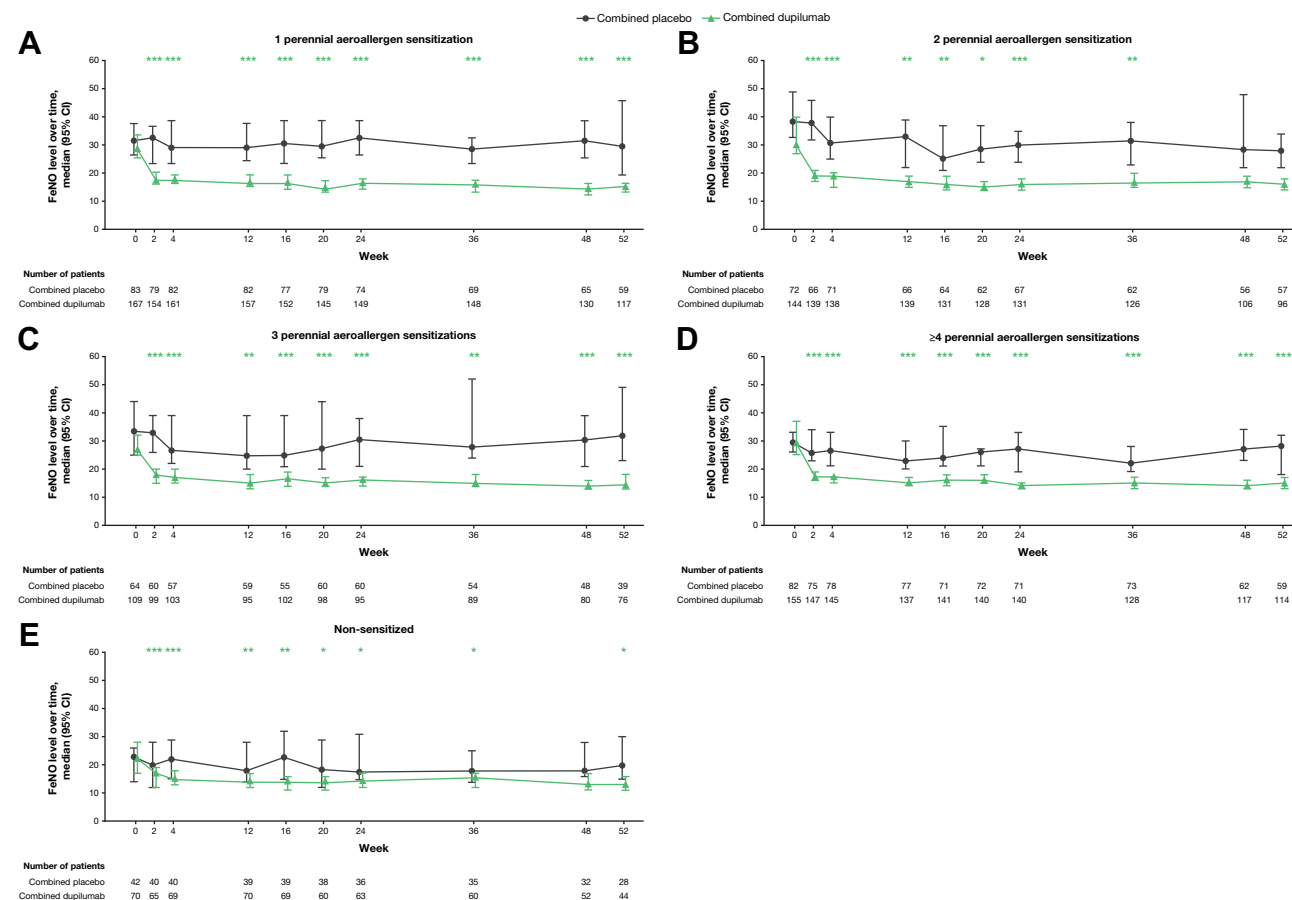 Combined placebo Combined dupilumab
A
1 perennial aeroallergen sensitization
*** *** *** *** *** *** *** *** ***
FeNO level over time,
median (95% CI)
60
50
40
30
20
10
0
0 2 4 12 16 20 24 36 48 52
Week
Number of patients
Combined placebo 83 79 82 82 77 79 74 69 65 59
Combined dupilumab 167 154 161 157 152 145 149 148 130 117
B
2 perennial aeroallergen sensitization
*** *** ** ** * *** **
FeNO level over time,
median (95% CI)
60
50
40
30
20
10
0
0 2 4 12 16 20 24 36 48 52
Week
Number of patients
Combined placebo 72 66 71 66 64 62 67 62 56 57
Combined dupilumab 144 139 138 139 131 128 131 126 106 96
C
3 perennial aeroallergen sensitizations
*** *** ** *** *** *** ** *** ***
FeNO level over time,
median (95% CI)
60
50
40
30
20
10
0
0 2 4 12 16 20 24 36 48 52
Week
Number of patients
Combined placebo 64 60 57 59 55 60 60 54 48 39
Combined dupilumab 109 99 103 95 102 98 95 89 80 76
D
≥4 perennial aeroallergen sensitizations
*** *** *** *** *** *** *** *** ***
FeNO level over time,
median (95% CI)
60
50
40
30
20
10
0
0 2 4 12 16 20 24 36 48 52
Week
Number of patients
Combined placebo 82 75 78 77 71 72 71 73 62 59
Combined dupilumab 155 147 145 137 141 140 140 128 117 114
E
Non-sensitized
*** *** ** ** * * * *
FeNO level over time,
median (95% CI)
60
50
40
30
20
10
0
0 2 4 12 16 20 24 36 48 52
Week
Number of patients
Combined placebo 42 40 40 39 39 38 36 35 32 28
Combined dupilumab 70 65 69 70 69 60 63 60 52 44